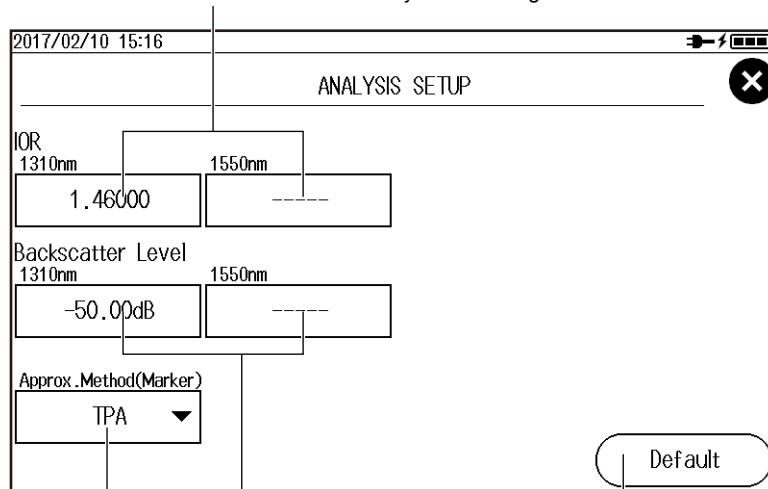 2017/02/10 15:16
ANALYSIS SETUP
IOR
1310nm 1550nm
1.46000 -----
Backscatter Level
1310nm 1550nm
-50.00dB -----
Approx.Method(Marker)
TPA
Default